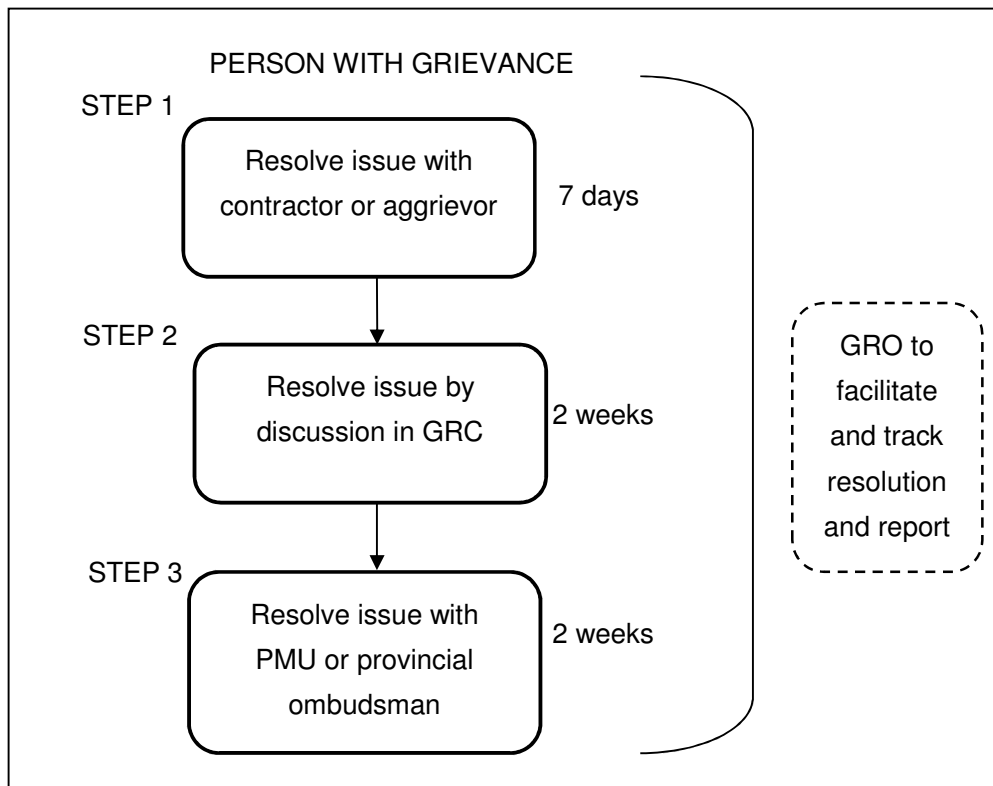 PERSON WITH GRIEVANCE
STEP 1
Resolve issue with
contractor or aggrievor
7 days
STEP 2
Resolve issue by
discussion in GRC
2 weeks
STEP 3
Resolve issue with
PMU or provincial
ombudsman
2 weeks
GRO to
facilitate
and track
resolution
and report